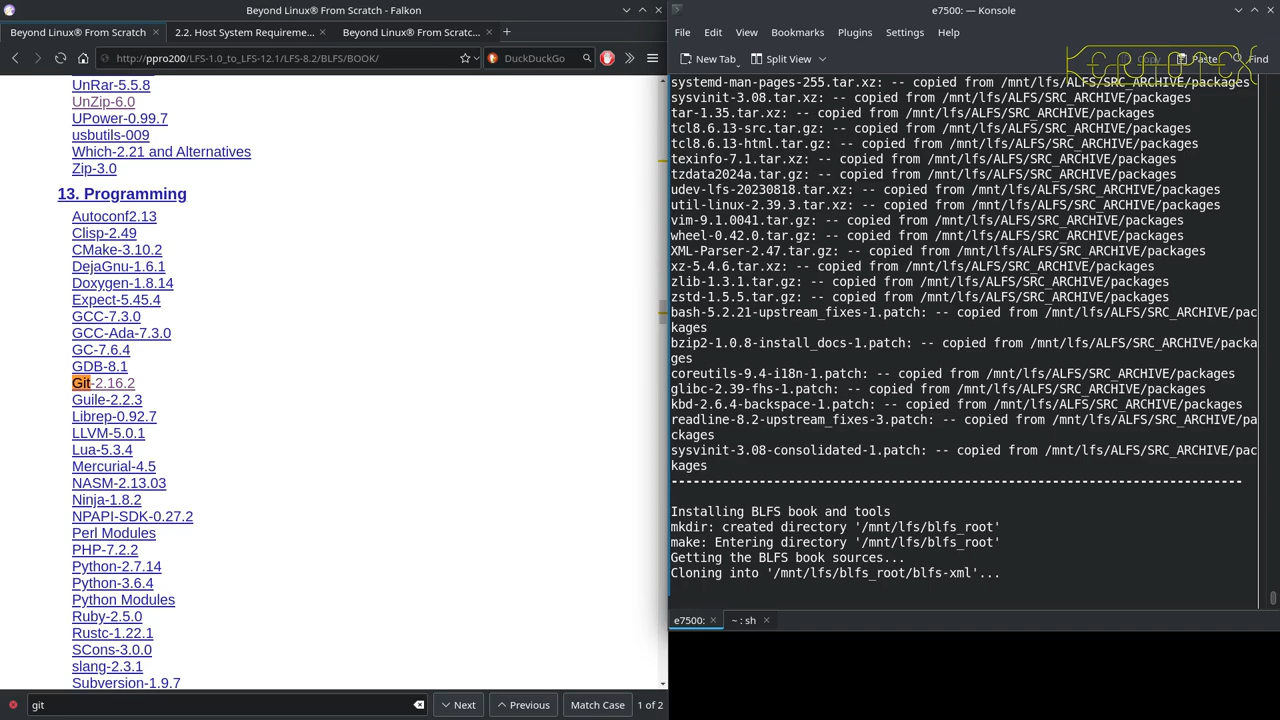 Beyond Linux® From Scratch - Falkon
Beyond Linux® From Scratch
2.2. Host System Requireme...
Beyond Linux® From Scratc...
http://ppro200/LFS-1.0_to_LFS-12.1/LFS-8.2/BLFS/BOOK/
DuckDuckGo
UnRar-5.5.8
UnZip-6.0
UPower-0.99.7
usbutils-009
Which-2.21 and Alternatives
Zip-3.0
13. Programming
Autoconf2.13
Clisp-2.49
CMake-3.10.2
DejaGnu-1.6.1
Doxygen-1.8.14
Expect-5.45.4
GCC-7.3.0
GCC-Ada-7.3.0
GC-7.6.4
GDB-8.1
Git-2.16.2
Guile-2.2.3
Librep-0.92.7
LLVM-5.0.1
Lua-5.3.4
Mercurial-4.5
NASM-2.13.03
Ninja-1.8.2
NPAPI-SDK-0.27.2
Perl Modules
PHP-7.2.2
Python-2.7.14
Python-3.6.4
Python Modules
Ruby-2.5.0
Rustc-1.22.1
SCons-3.0.0
slang-2.3.1
Subversion-1.9.7
git
Next
Previous
Match Case
1 of 2
e7500: — Konsole
File Edit View Bookmarks Plugins Settings Help
New Tab
Split View
Copy
Paste
Find
systemd-man-pages-255.tar.xz: -- copied from /mnt/lfs/ALFS/SRC_ARCHIVE/packages
sysvinit-3.08.tar.xz: -- copied from /mnt/lfs/ALFS/SRC_ARCHIVE/packages
tar-1.35.tar.xz: -- copied from /mnt/lfs/ALFS/SRC_ARCHIVE/packages
tcl8.6.13-src.tar.gz: -- copied from /mnt/lfs/ALFS/SRC_ARCHIVE/packages
tcl8.6.13-html.tar.gz: -- copied from /mnt/lfs/ALFS/SRC_ARCHIVE/packages
texinfo-7.1.tar.xz: -- copied from /mnt/lfs/ALFS/SRC_ARCHIVE/packages
tzdata2024a.tar.gz: -- copied from /mnt/lfs/ALFS/SRC_ARCHIVE/packages
udev-lfs-20230818.tar.xz: -- copied from /mnt/lfs/ALFS/SRC_ARCHIVE/packages
util-linux-2.39.3.tar.xz: -- copied from /mnt/lfs/ALFS/SRC_ARCHIVE/packages
vim-9.1.0041.tar.gz: -- copied from /mnt/lfs/ALFS/SRC_ARCHIVE/packages
wheel-0.42.0.tar.gz: -- copied from /mnt/lfs/ALFS/SRC_ARCHIVE/packages
XML-Parser-2.47.tar.gz: -- copied from /mnt/lfs/ALFS/SRC_ARCHIVE/packages
xz-5.4.6.tar.xz: -- copied from /mnt/lfs/ALFS/SRC_ARCHIVE/packages
zlib-1.3.1.tar.gz: -- copied from /mnt/lfs/ALFS/SRC_ARCHIVE/packages
zstd-1.5.5.tar.gz: -- copied from /mnt/lfs/ALFS/SRC_ARCHIVE/packages
bash-5.2.21-upstream_fixes-1.patch: -- copied from /mnt/lfs/ALFS/SRC_ARCHIVE/pac
kages
bzip2-1.0.8-install_docs-1.patch: -- copied from /mnt/lfs/ALFS/SRC_ARCHIVE/packa
ges
coreutils-9.4-i18n-1.patch: -- copied from /mnt/lfs/ALFS/SRC_ARCHIVE/packages
glibc-2.39-fhs-1.patch: -- copied from /mnt/lfs/ALFS/SRC_ARCHIVE/packages
kbd-2.6.4-backspace-1.patch: -- copied from /mnt/lfs/ALFS/SRC_ARCHIVE/packages
readline-8.2-upstream_fixes-3.patch: -- copied from /mnt/lfs/ALFS/SRC_ARCHIVE/pa
ckages
sysvinit-3.08-consolidated-1.patch: -- copied from /mnt/lfs/ALFS/SRC_ARCHIVE/pac
kages
------------------------------------------------------------------------------
Installing BLFS book and tools
mkdir: created directory '/mnt/lfs/blfs_root'
make: Entering directory '/mnt/lfs/blfs_root'
Getting the BLFS book sources...
Cloning into '/mnt/lfs/blfs_root/blfs-xml'...
e7500:
~ : sh